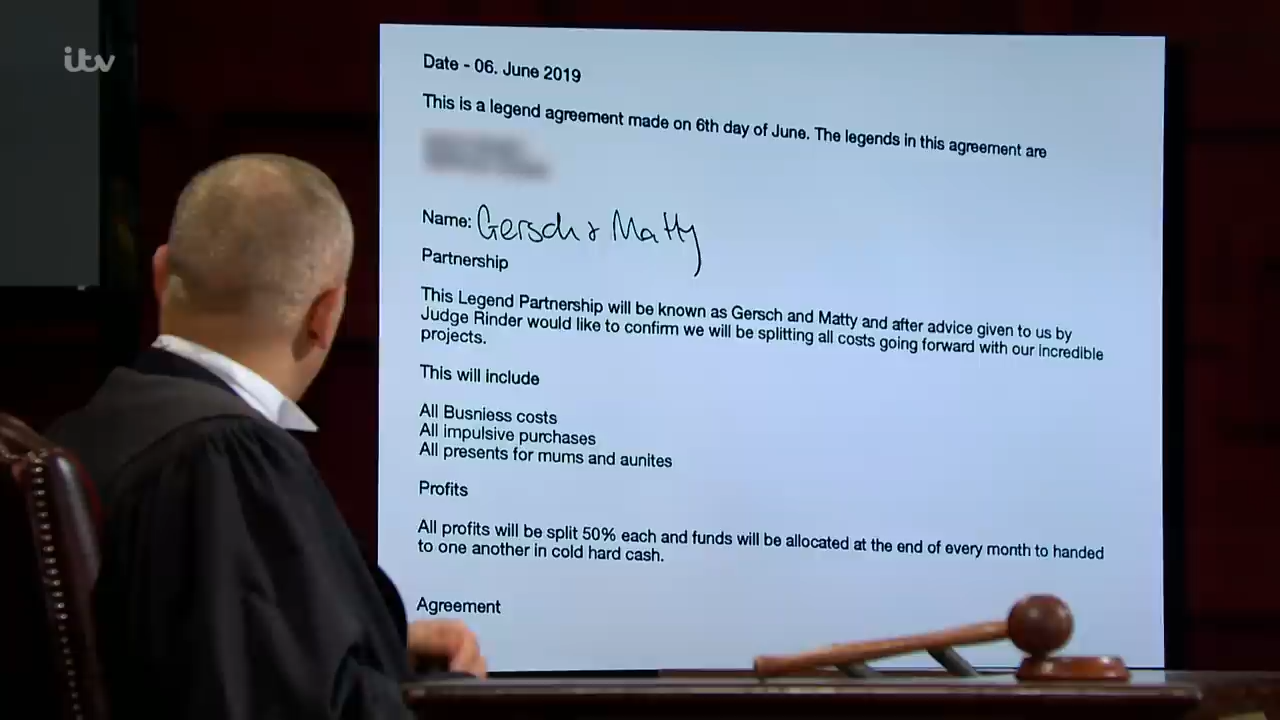 itv
Date - 06. June 2019
This is a legend agreement made on 6th day of June. The legends in this agreement are
Name: Gersch & Matty
Partnership
This Legend Partnership will be known as Gersch and Matty and after advice given to us by
Judge Rinder would like to confirm we will be splitting all costs going forward with our incredible
projects.
This will include
All Busniess costs
All impulsive purchases
All presents for mums and aunites
Profits
All profits will be split 50% each and funds will be allocated at the end of every month to handed
to one another in cold hard cash.
Agreement